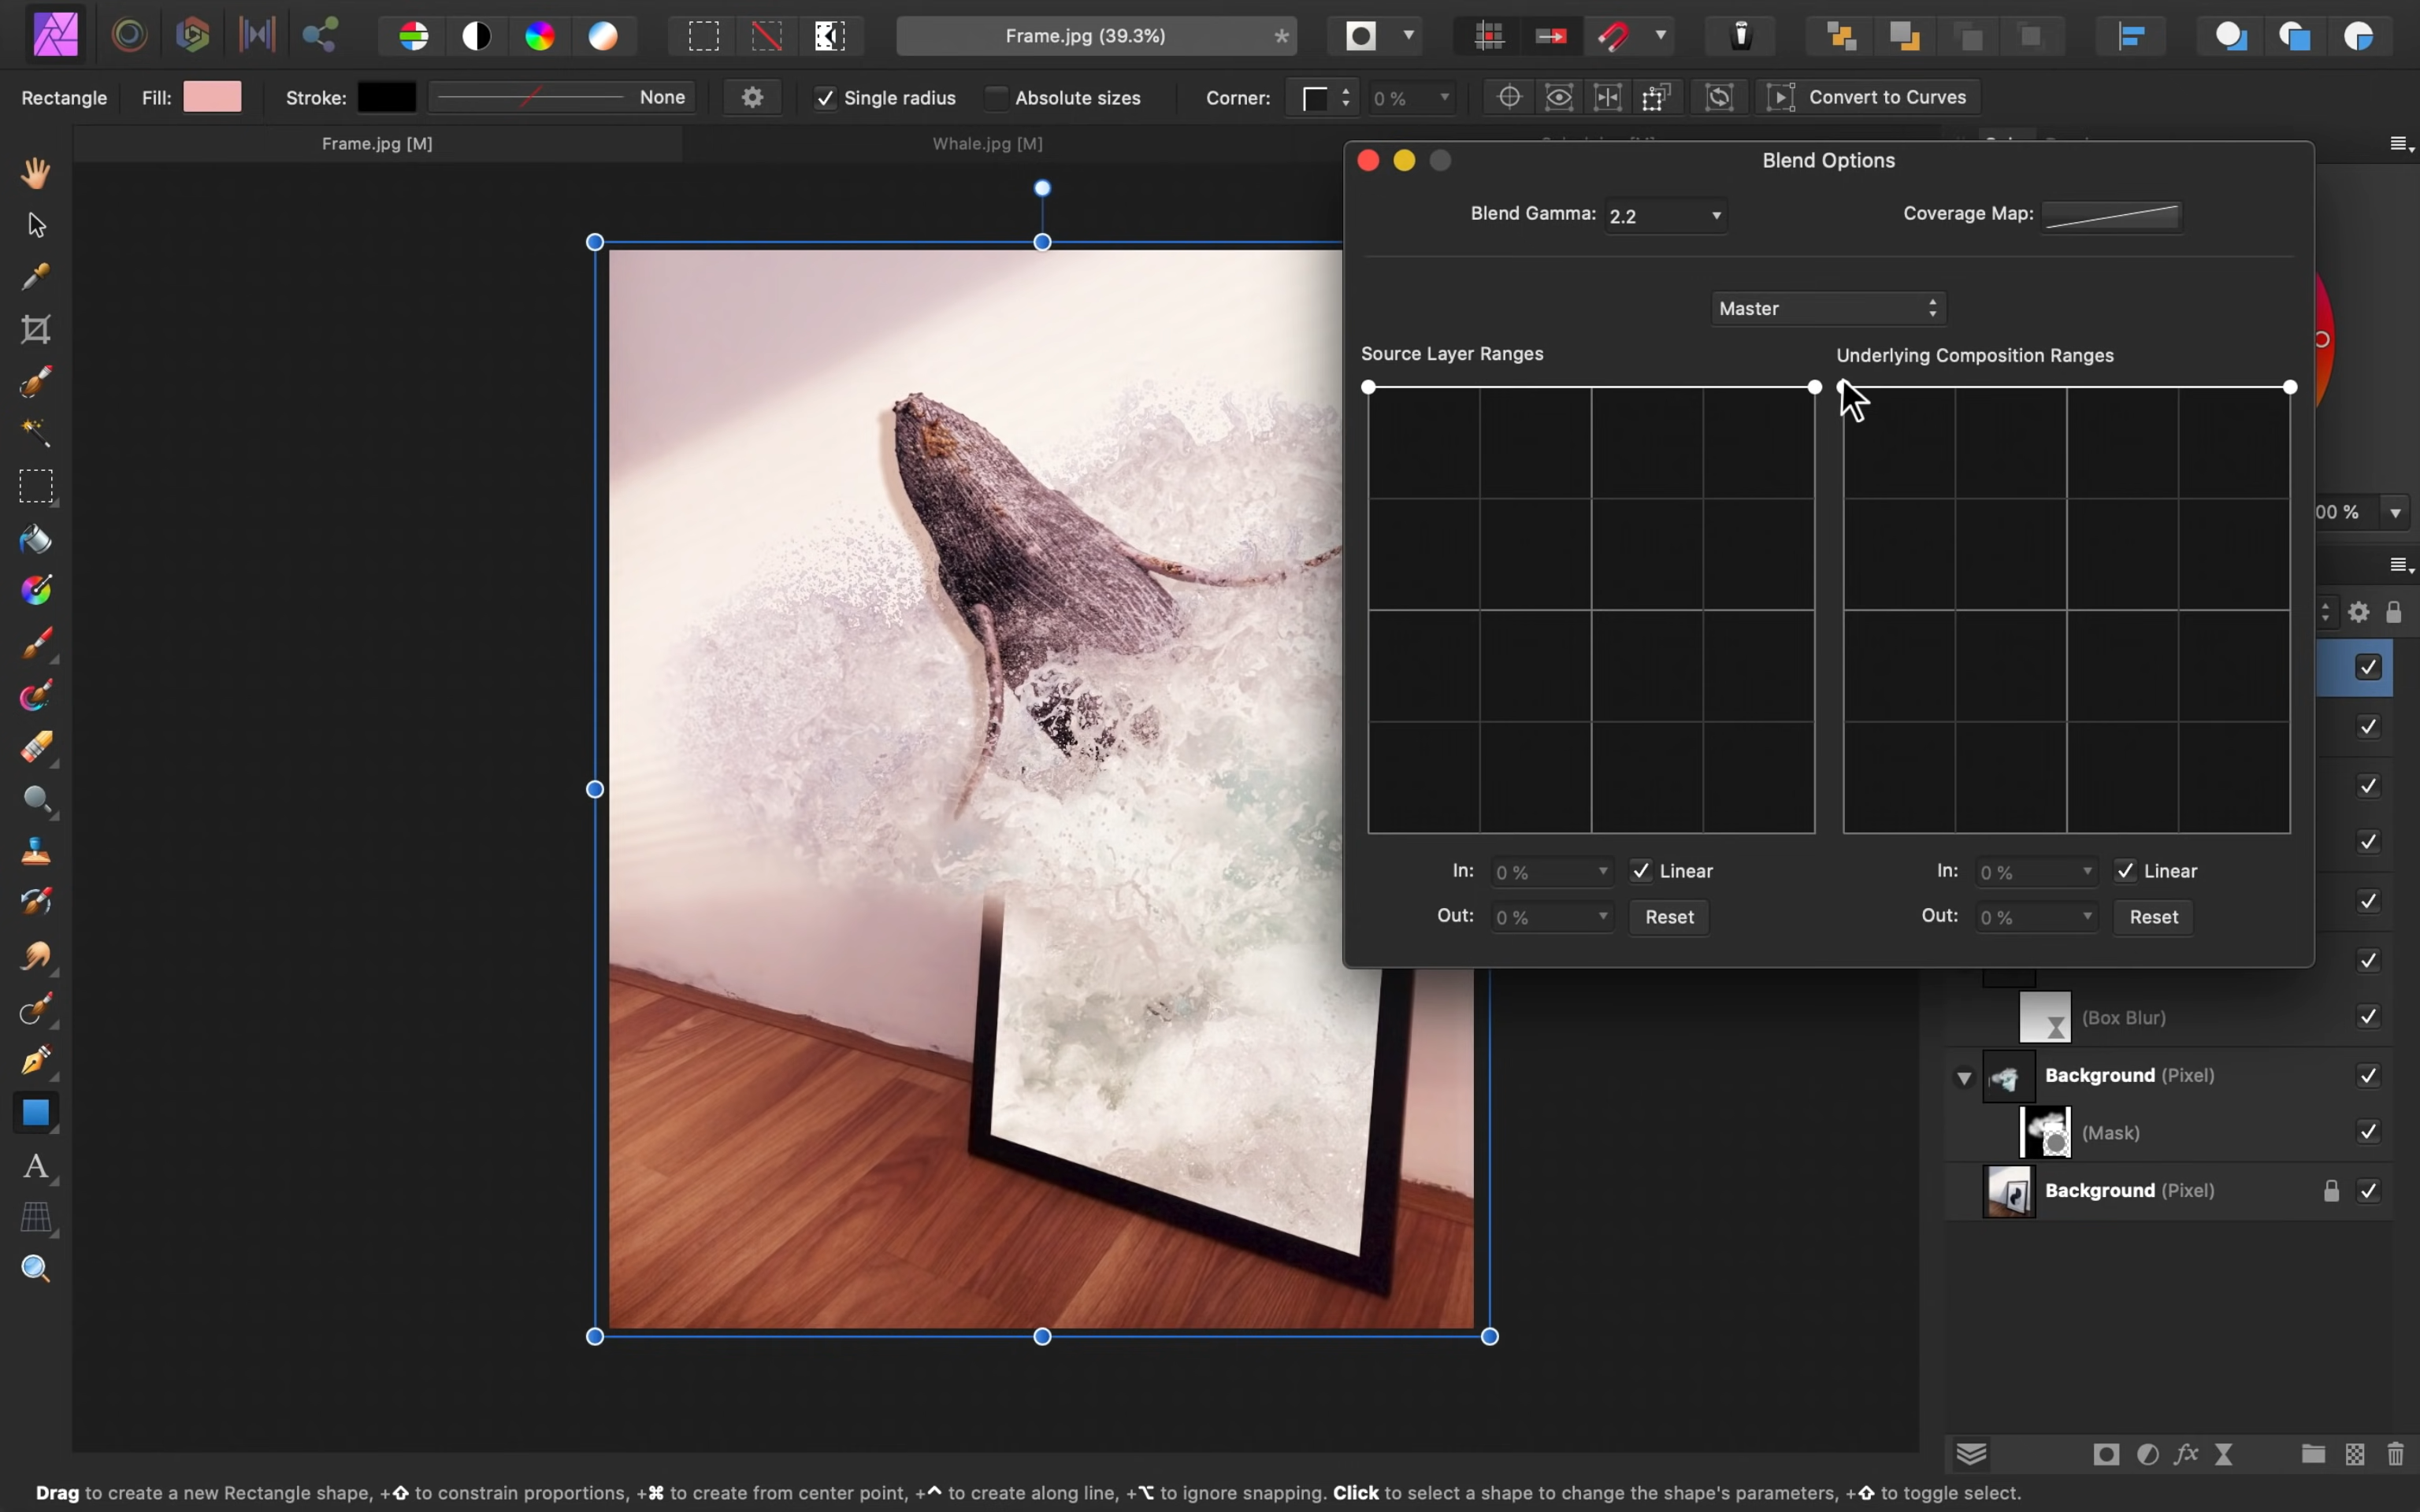 Frame.jpg (39.3%)
*
Rectangle
Fill:
Stroke:
None
Single radius
Absolute sizes
Corner:
0 %
Convert to Curves
Frame.jpg [M]
Whale.jpg [M]
Blend Options
Blend Gamma: 2.2
Coverage Map:
Master
Source Layer Ranges
Underlying Composition Ranges
00 %
In: 0 % Linear
In: 0 % Linear
Out: 0 % Reset
Out: 0 % Reset
(Box Blur)
Background (Pixel)
(Mask)
Background (Pixel)
A
fx
Drag to create a new Rectangle shape, +⇧ to constrain proportions, +⌘ to create from center point, +⌃ to create along line, +⌥ to ignore snapping. Click to select a shape to change the shape's parameters, +⇧ to toggle select.